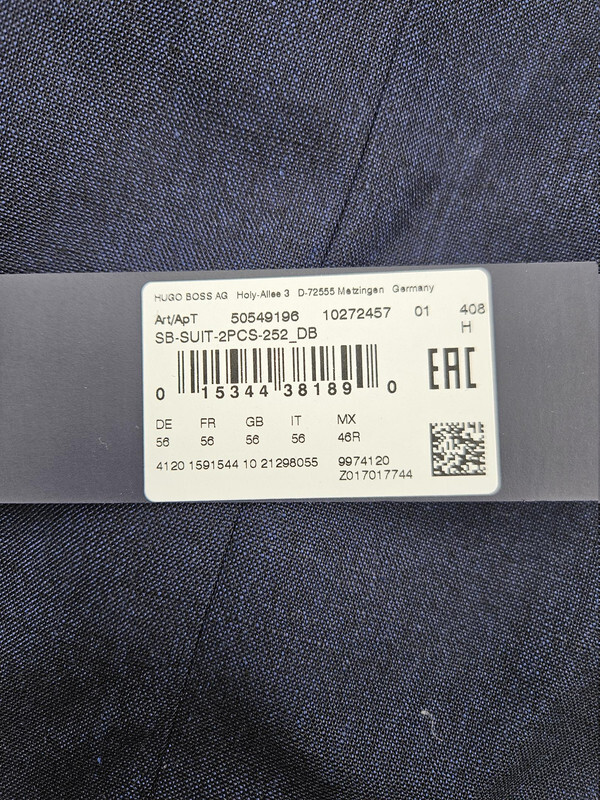 HUGO BOSS AG Holy-Allee 3 D-72555 Metzingen Germany
Art/ApT 50549196 10272457 01 408
SB-SUIT-2PCS-252_DB H
EAC
0 15344 38189 0
DE FR GB IT MX
56 56 56 56 46R
4120 1591544 10 21298055 9974120
Z017017744